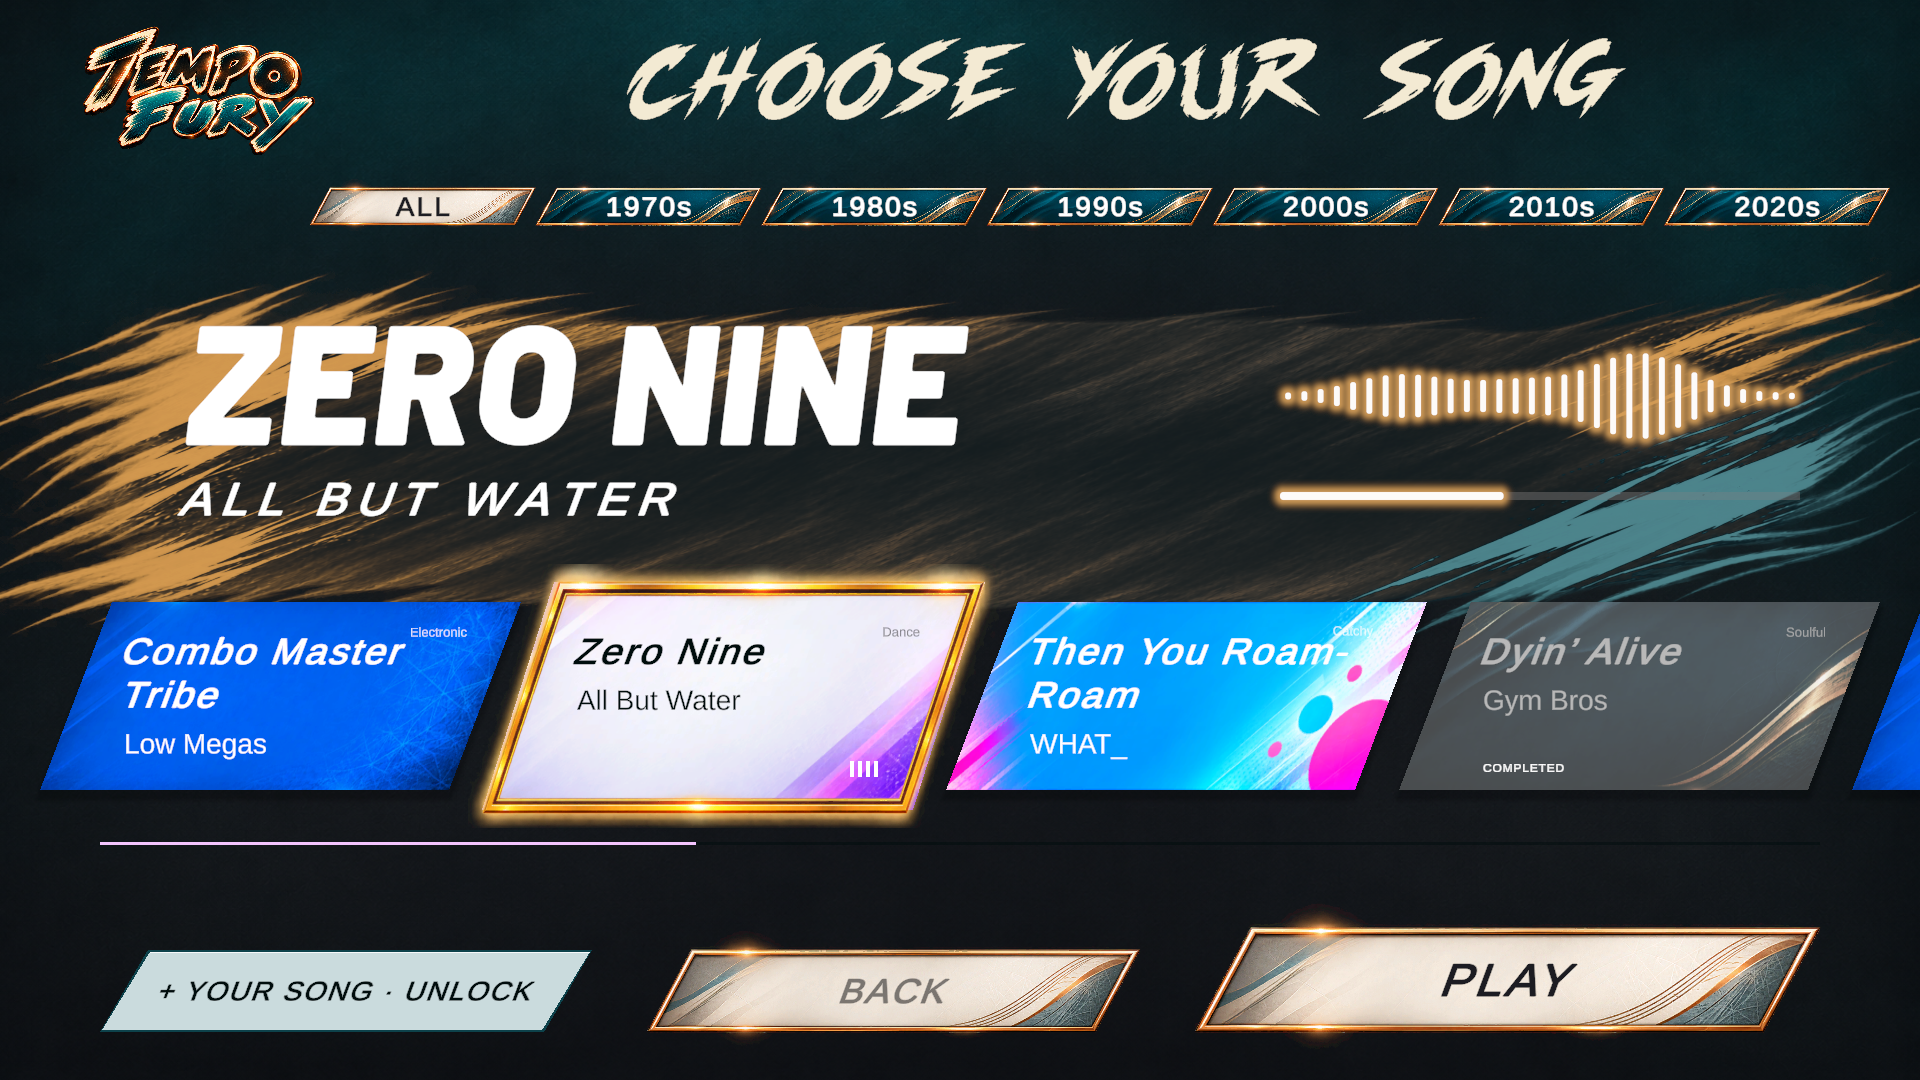 TEMPO
FURY
CHOOSE YOUR SONG
ALL
1970s
1980s
1990s
2000s
2010s
2020s
ZERO NINE
ALL BUT WATER
Combo Master
Tribe
Electronic
Low Megas
Zero Nine
Dance
All But Water
Then You Roam-
Roam
Catchy
WHAT_
Dyin’ Alive
Soulful
Gym Bros
COMPLETED
+ YOUR SONG · UNLOCK
BACK
PLAY